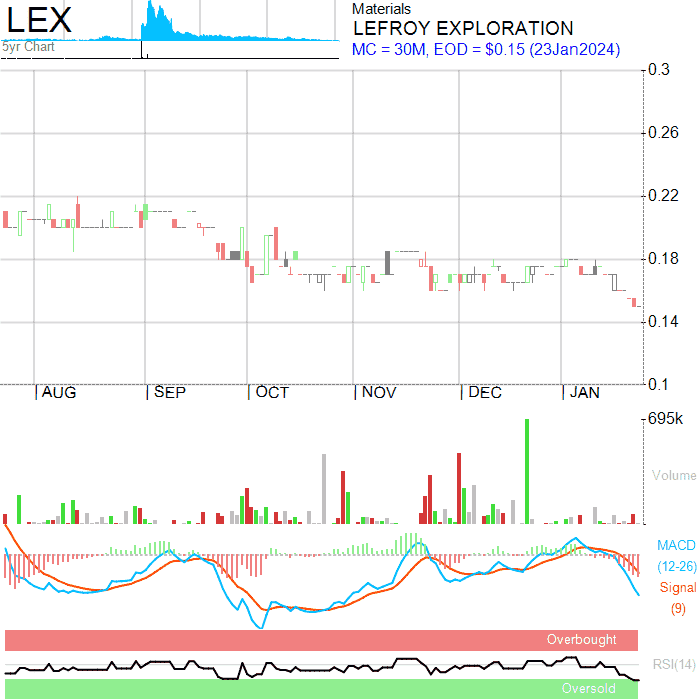 LEX
5yr Chart
Materials
LEFROY EXPLORATION
MC = 30M, EOD = $0.15 (23Jan2024)
0.3
0.26
0.22
0.18
0.14
0.1
AUG
SEP
OCT
NOV
DEC
JAN
695k
Volume
MACD
(12-26)
Signal
(9)
Overbought
RSI(14)
Oversold